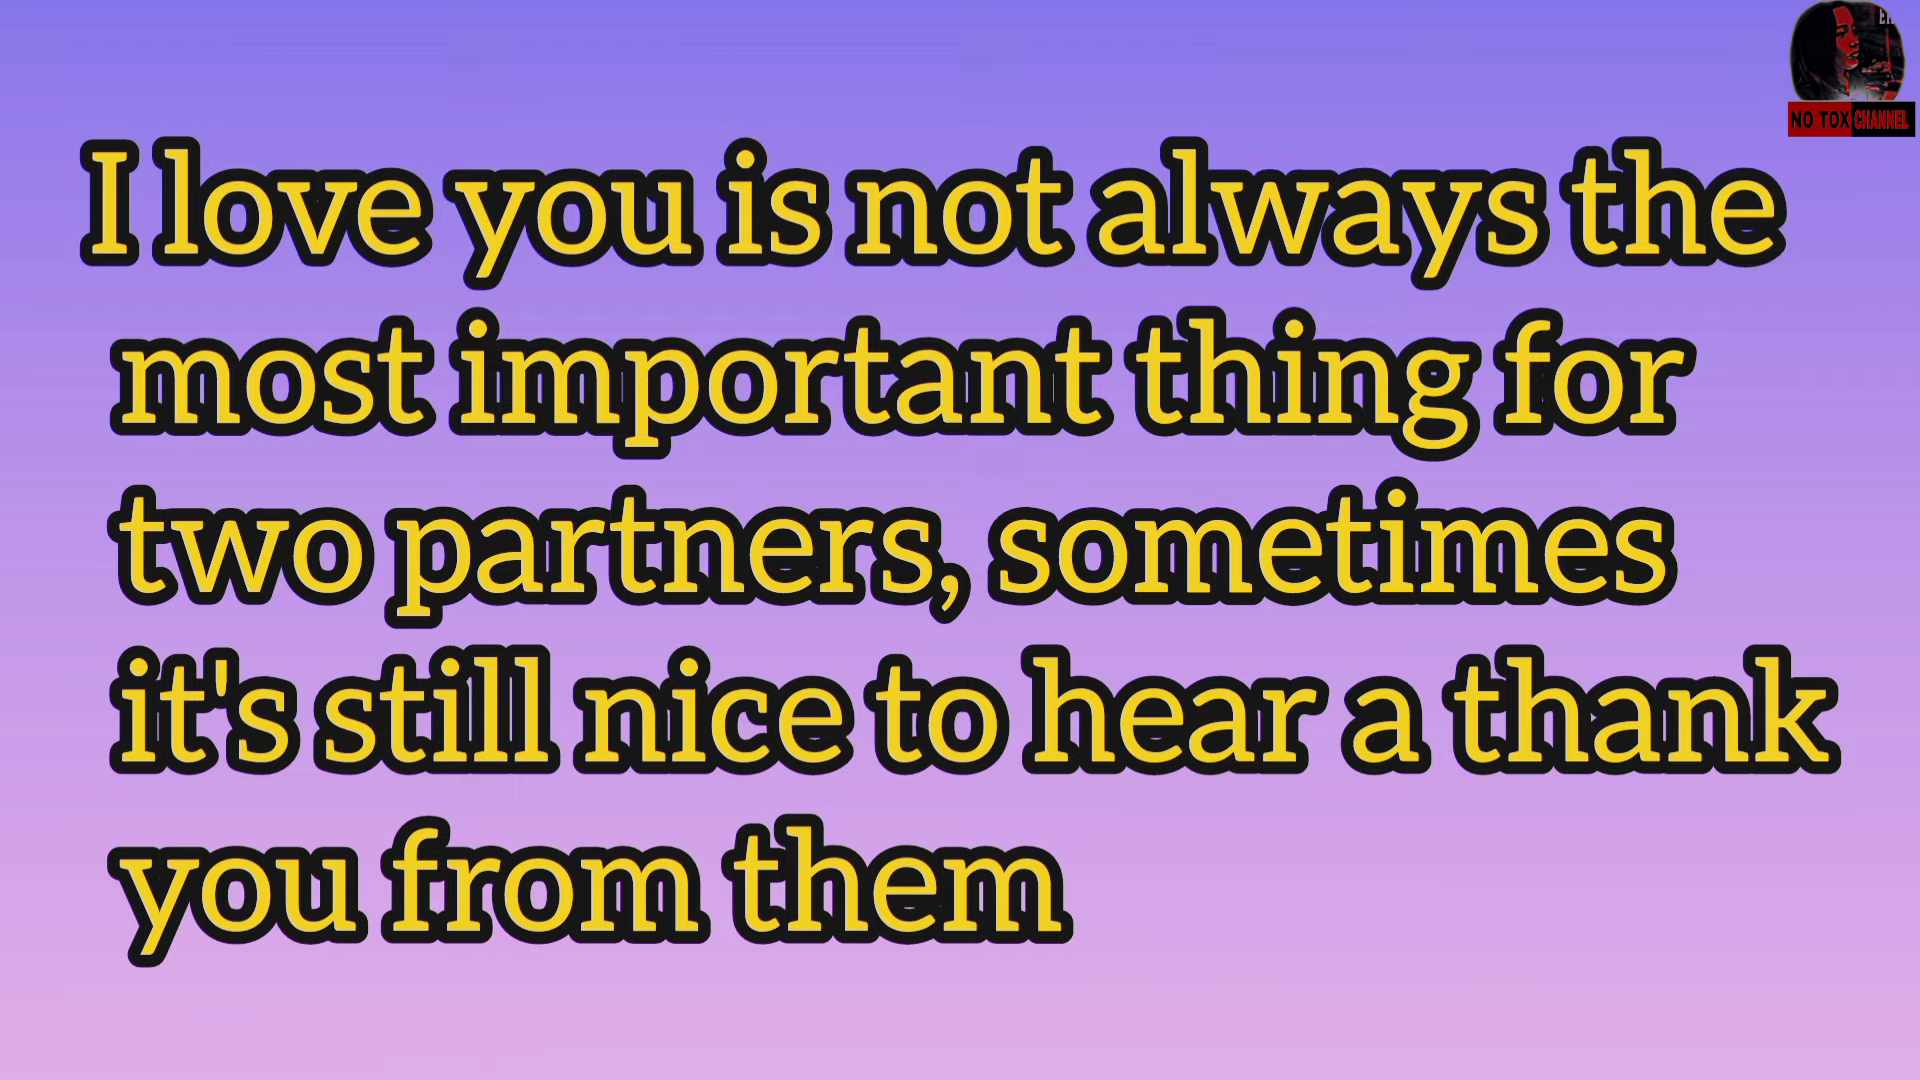 I love you is not always the
most important thing for
two partners, sometimes
it's still nice to hear a thank
you from them
NO TOX CHANNEL